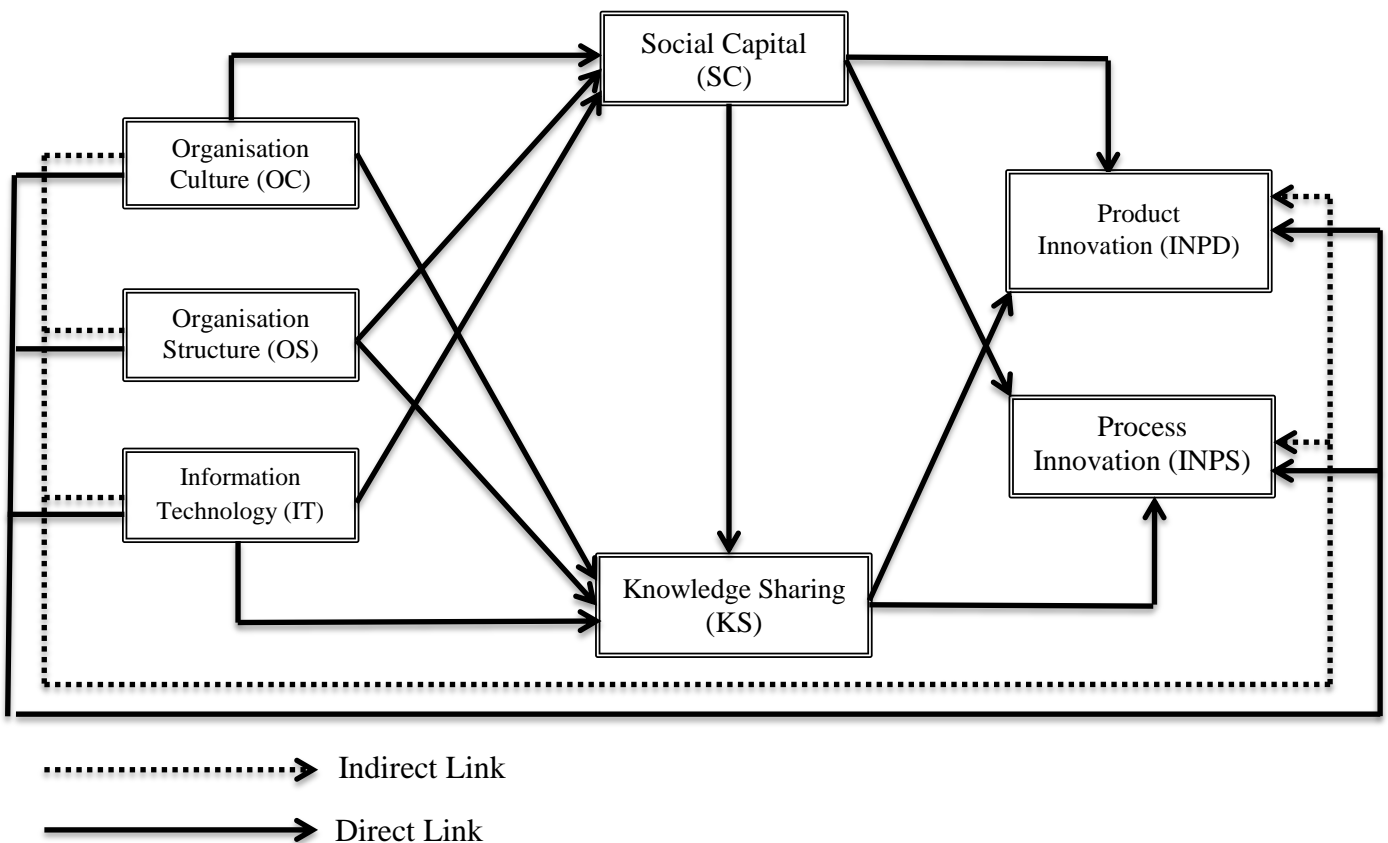 Social Capital
(SC)
Organisation
Culture (OC)
Product
Innovation (INPD)
Organisation
Structure (OS)
Process
Innovation (INPS)
Information
Technology (IT)
Knowledge Sharing
(KS)
Indirect Link
Direct Link